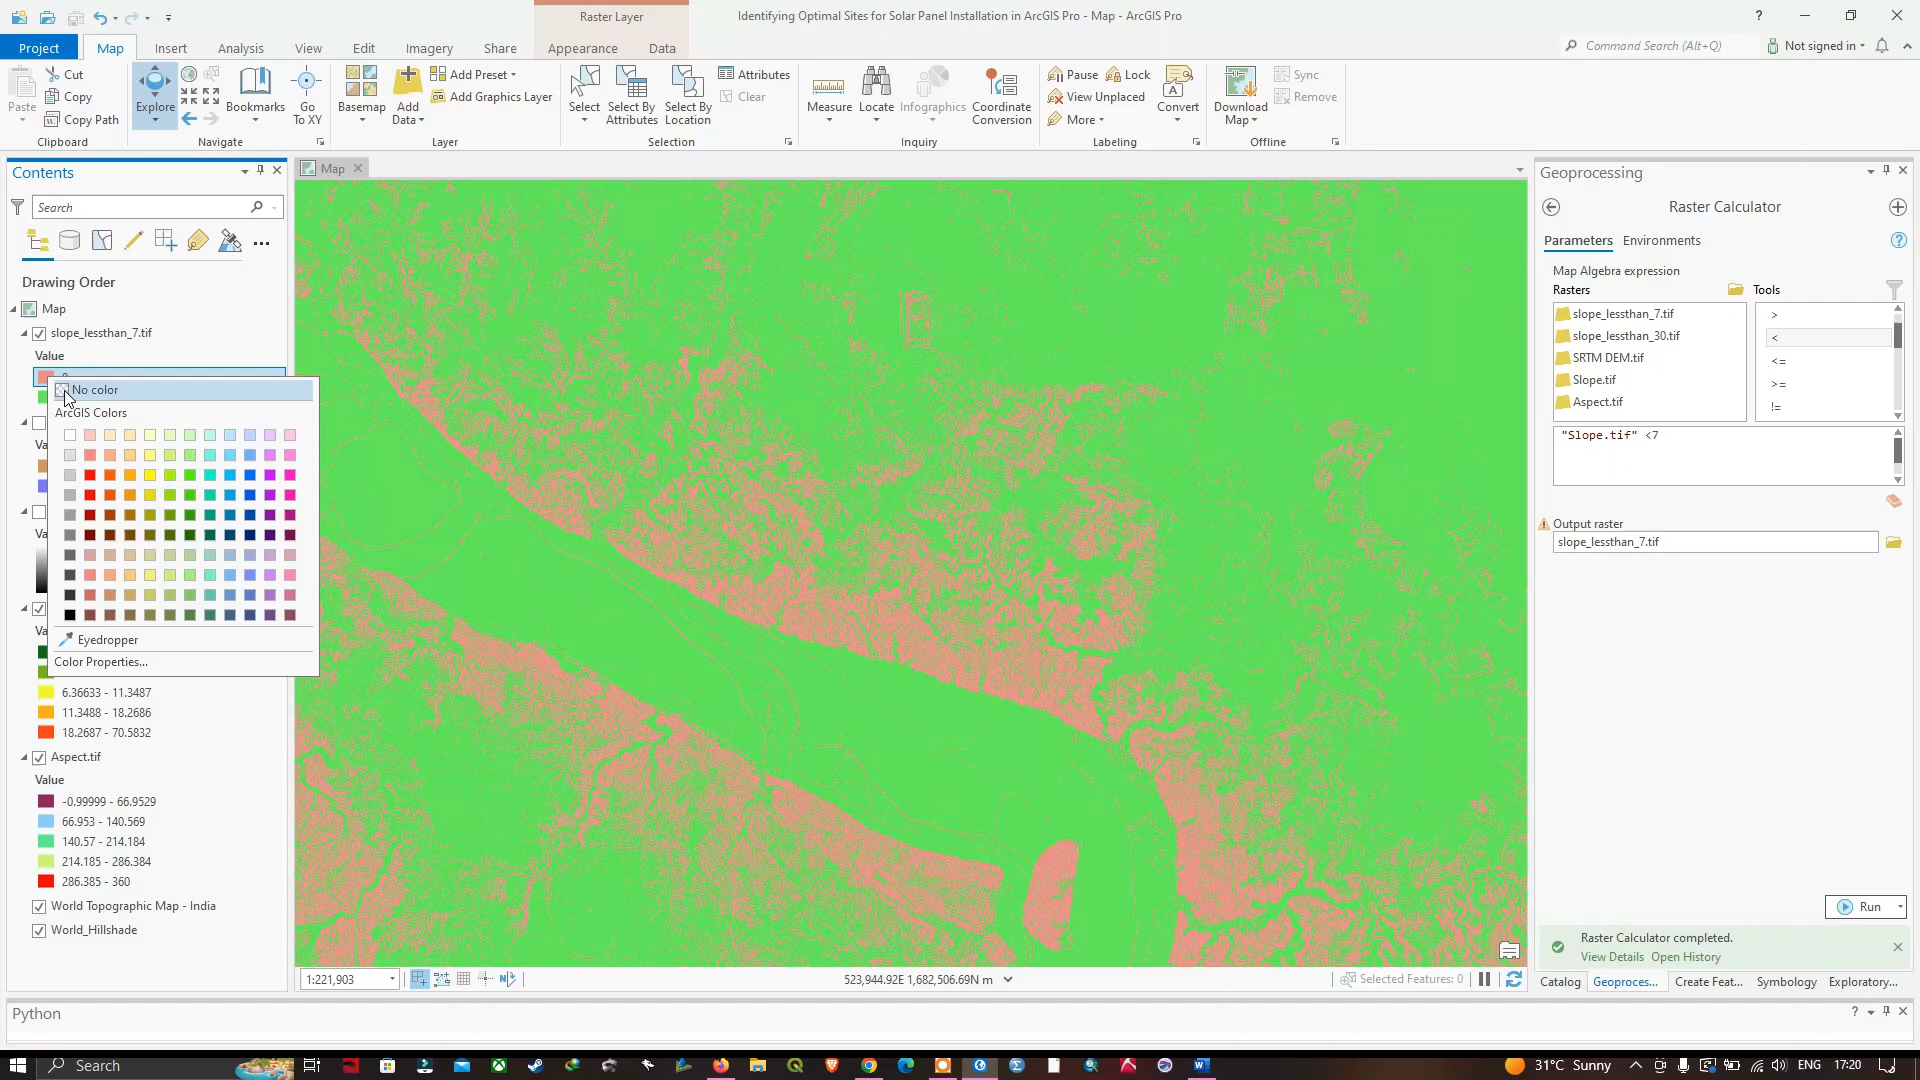 Raster Layer
Identifying Optimal Sites for Solar Panel Installation in ArcGIS Pro - Map - ArcGIS Pro
?
Project
Map
Insert
Analysis
View
Edit
Imagery
Share
Appearance
Data
Command Search (Alt+Q)
Not signed in
Paste
Cut
Copy
Copy Path
Clipboard
Explore
Bookmarks
Go
To XY
Navigate
Basemap
Add
Data
Add Preset
Add Graphics Layer
Layer
Select
Select By
Attributes
Select By
Location
Attributes
Clear
Selection
Measure
Locate
Infographics
Coordinate
Conversion
Inquiry
Pause
Lock
View Unplaced
More
Convert
Labeling
Download
Map
Sync
Remove
Offline
Contents
Search
Drawing Order
Map
slope_lessthan_7.tif
Value
No color
ArcGIS Colors
Eyedropper
Color Properties...
6.36633 - 11.3487
11.3488 - 18.2686
18.2687 - 70.5832
Aspect.tif
Value
-0.99999 - 66.9529
66.953 - 140.569
140.57 - 214.184
214.185 - 286.384
286.385 - 360
World Topographic Map - India
World_Hillshade
Map
1:221,903
523,944.92E 1,682,506.69N m
Selected Features: 0
Geoprocessing
Raster Calculator
Parameters
Environments
?
Map Algebra expression
Rasters
Tools
slope_lessthan_7.tif
slope_lessthan_30.tif
SRTM DEM.tif
Slope.tif
Aspect.tif
>
<
<=
>=
!=
"Slope.tif" <7
Output raster
slope_lessthan_7.tif
Run
Raster Calculator completed.
View Details
Open History
Catalog
Geoproces...
Create Feat...
Symbology
Exploratory...
Python
?
Search
31°C Sunny
ENG
17:20